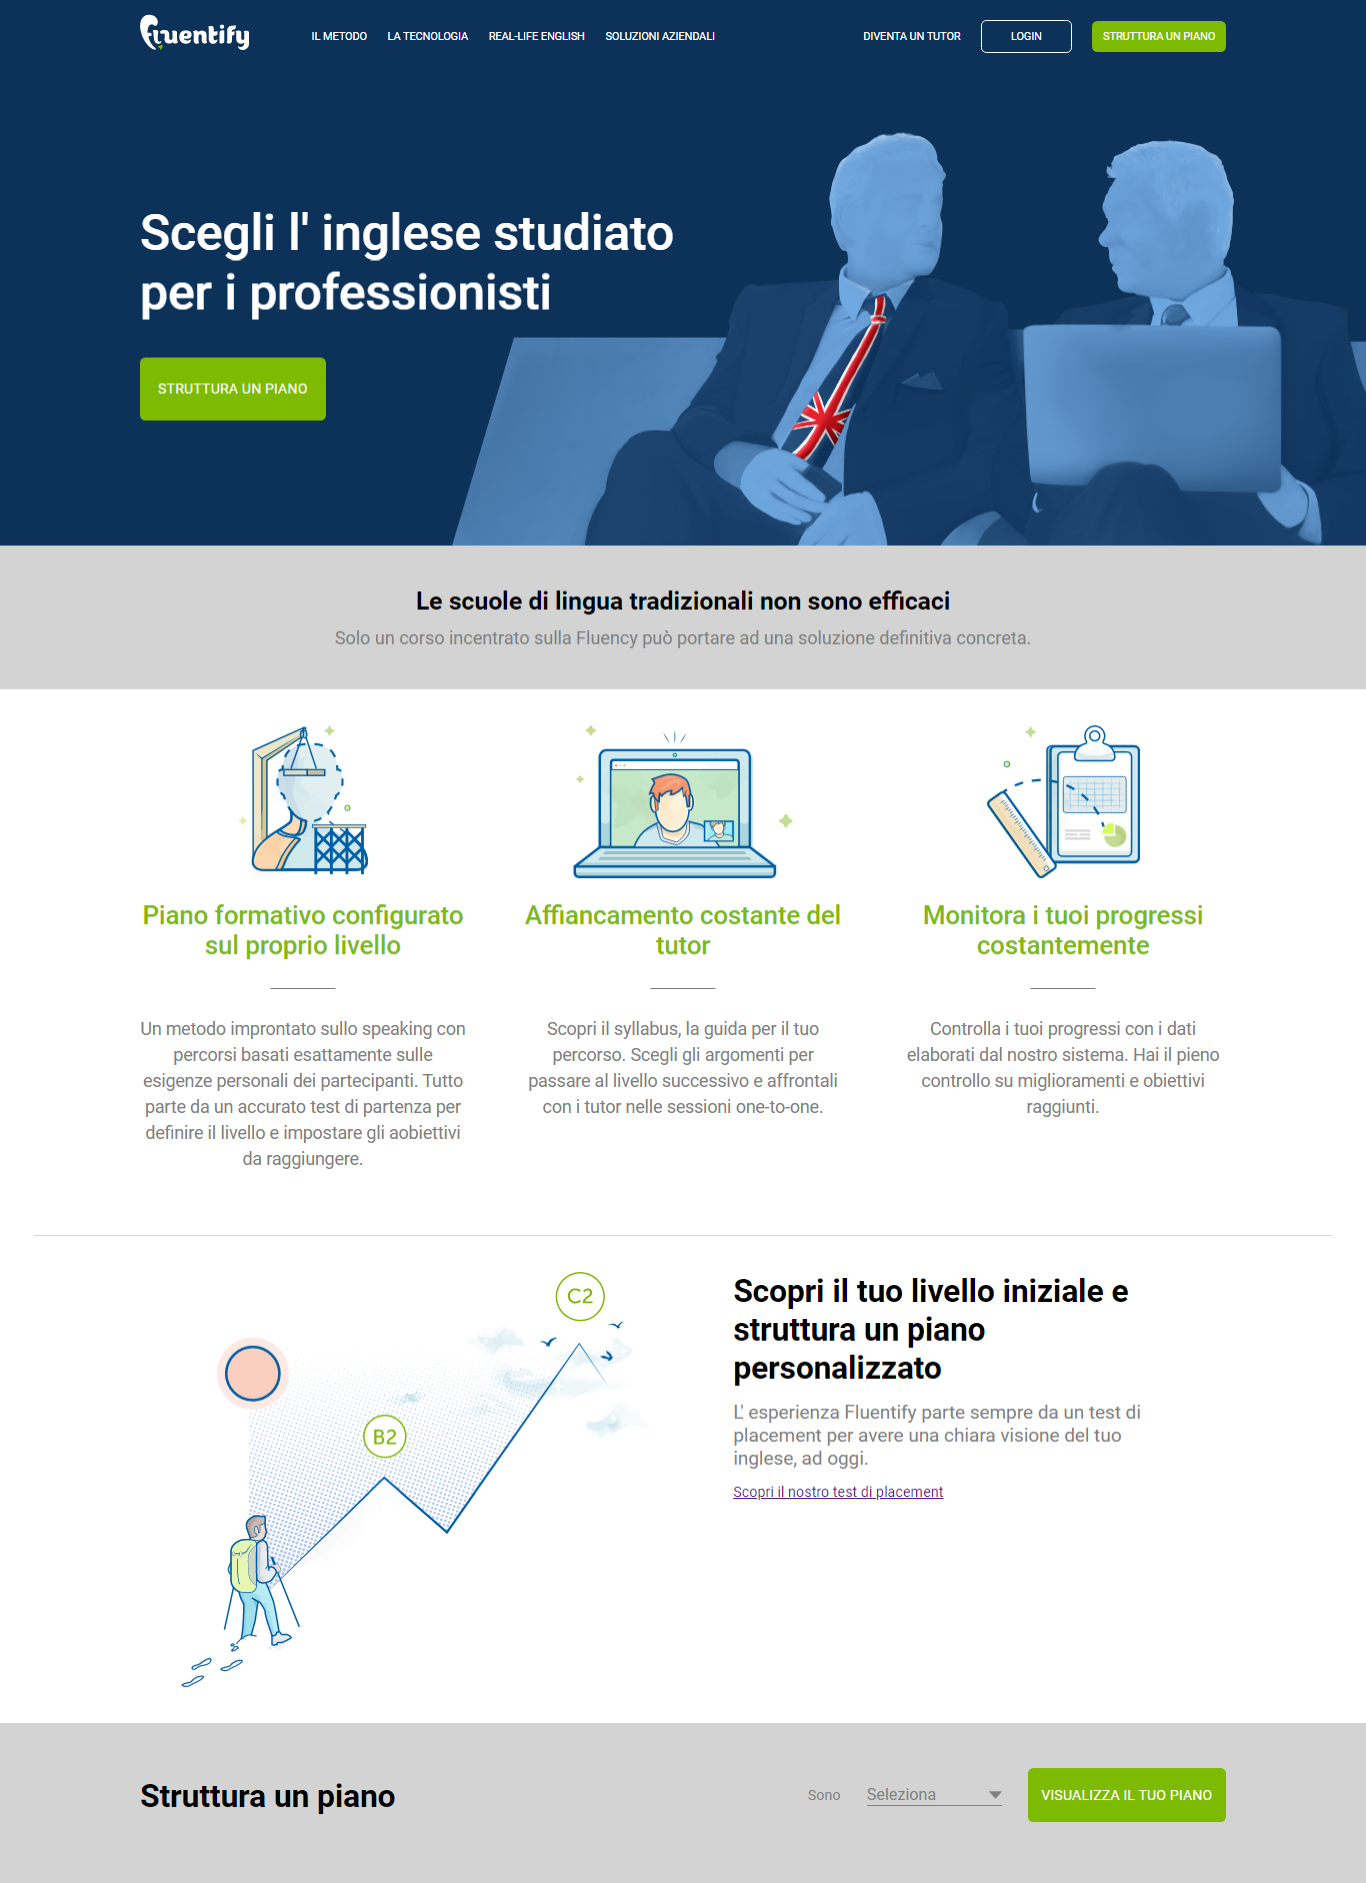 fluentify
IL METODO
LA TECNOLOGIA
REAL-LIFE ENGLISH
SOLUZIONI AZIENDALI
DIVENTA UN TUTOR
LOGIN
STRUTTURA UN PIANO
Scegli l' inglese studiato
per i professionisti
STRUTTURA UN PIANO
Le scuole di lingua tradizionali non sono efficaci
Solo un corso incentrato sulla Fluency può portare ad una soluzione definitiva concreta.
Piano formativo configurato
sul proprio livello
Un metodo improntato sullo speaking con
percorsi basati esattamente sulle
esigenze personali dei partecipanti. Tutto
parte da un accurato test di partenza per
definire il livello e impostare gli aobiettivi
da raggiungere.
Affiancamento costante del
tutor
Scopri il syllabus, la guida per il tuo
percorso. Scegli gli argomenti per
passare al livello successivo e affrontali
con i tutor nelle sessioni one-to-one.
Monitora i tuoi progressi
costantemente
Controlla i tuoi progressi con i dati
elaborati dal nostro sistema. Hai il pieno
controllo su miglioramenti e obiettivi
raggiunti.
C2
B2
Scopri il tuo livello iniziale e
struttura un piano
personalizzato
L' esperienza Fluentify parte sempre da un test di
placement per avere una chiara visione del tuo
inglese, ad oggi.
Scopri il nostro test di placement
Struttura un piano
Sono
Seleziona
VISUALIZZA IL TUO PIANO